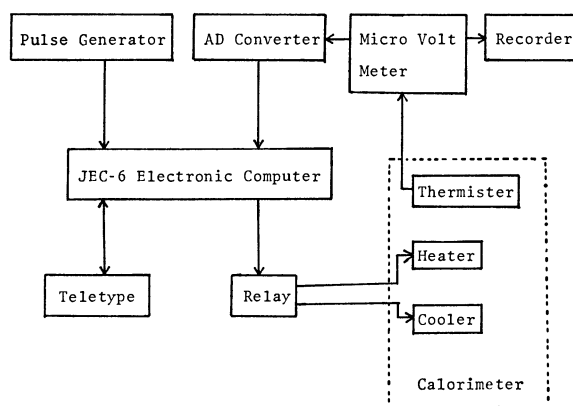 Pulse Generator
AD Converter
Micro Volt
Meter
Recorder
JEC-6 Electronic Computer
Thermister
Heater
Teletype
Relay
Cooler
Calorimeter